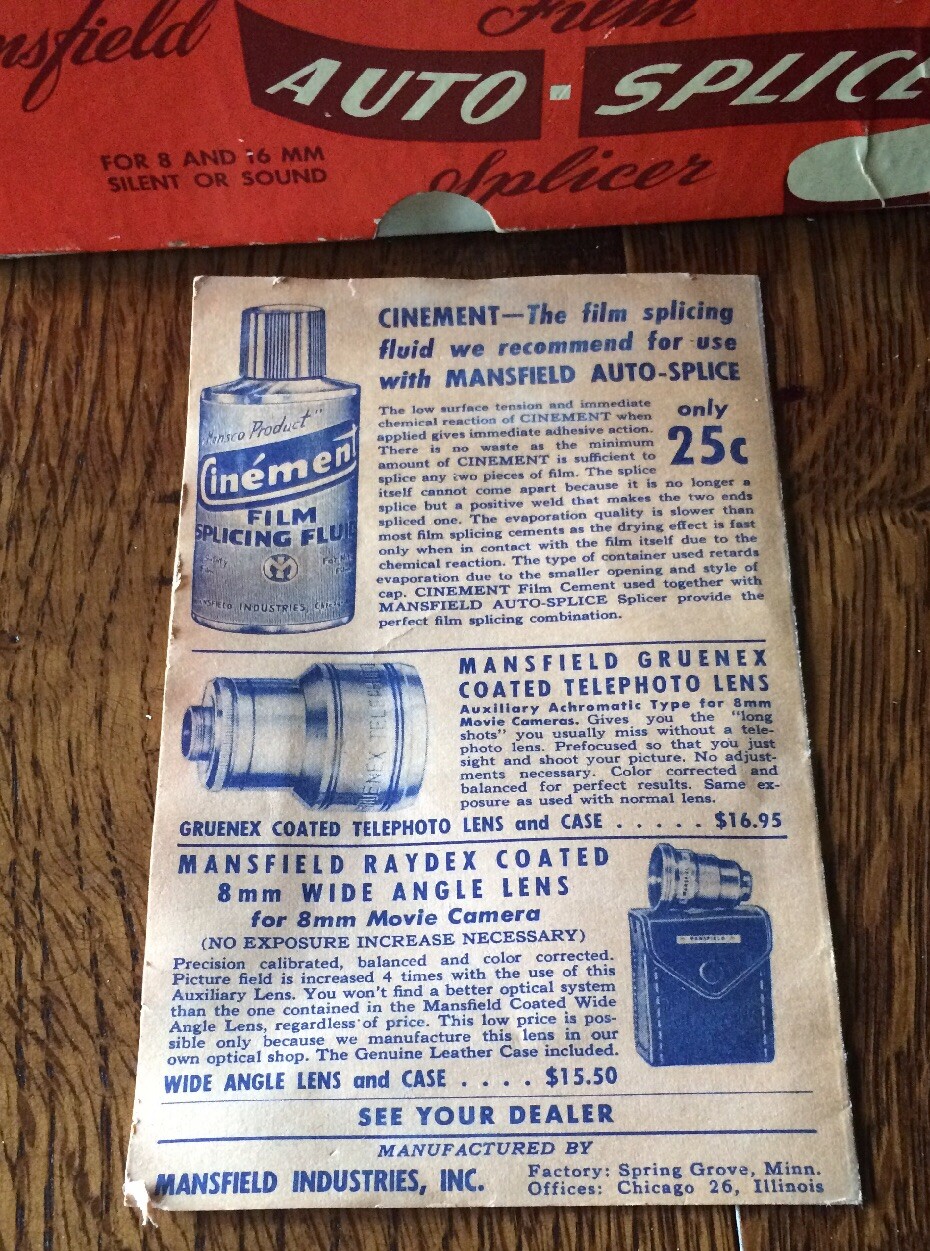 nsfield
Film
AUTO-SPLICE
FOR 8 AND 16 MM
SILENT OR SOUND
Splicer
CINEMENT—The film splicing
fluid we recommend for use
with MANSFIELD AUTO-SPLICE
The low surface tension and immediate
chemical reaction of CINEMENT when
applied gives immediate adhesive action.
There is no waste as the minimum
amount of CINEMENT is sufficient to
splice any two pieces of film. The splice
itself cannot come apart because it is no longer a
splice but a positive weld that makes the two ends
spliced one. The evaporation quality is slower than
most film splicing cements as the drying effect is fast
only when in contact with the film itself due to the
chemical reaction. The type of container used retards
evaporation due to the smaller opening and style of
cap. CINEMENT Film Cement used together with
MANSFIELD AUTO-SPLICE Splicer provide the
perfect film splicing combination.
only
25c
"Mansco Product"
Cinément
FILM
SPLICING FLUID
MANSFIELD INDUSTRIES, Chicago
MANSFIELD GRUENEX
COATED TELEPHOTO LENS
Auxiliary Achromatic Type for 8mm
Movie Cameras. Gives you the "long
shots" you usually miss without a tele-
photo lens. Prefocused so that you just
sight and shoot your picture. No adjust-
ments necessary. Color corrected and
balanced for perfect results. Same ex-
posure as used with normal lens.
GRUENEX TELEPHOTO
GRUENEX COATED TELEPHOTO LENS and CASE . . . . . $16.95
MANSFIELD RAYDEX COATED
8mm WIDE ANGLE LENS
for 8mm Movie Camera
(NO EXPOSURE INCREASE NECESSARY)
Precision calibrated, balanced and color corrected.
Picture field is increased 4 times with the use of this
Auxiliary Lens. You won't find a better optical system
than the one contained in the Mansfield Coated Wide
Angle Lens, regardless of price. This low price is pos-
sible only because we manufacture this lens in our
own optical shop. The Genuine Leather Case included.
MANSFIELD
WIDE ANGLE LENS and CASE . . . . $15.50
SEE YOUR DEALER
MANUFACTURED BY
MANSFIELD INDUSTRIES, INC.
Factory: Spring Grove, Minn.
Offices: Chicago 26, Illinois